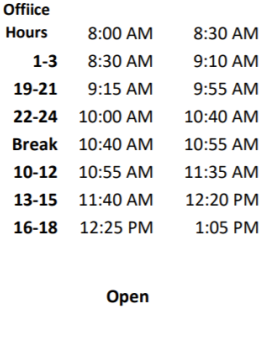 Offiice
Hours 8:00 AM 8:30 AM
1-3 8:30 AM 9:10 AM
19-21 9:15 AM 9:55 AM
22-24 10:00 AM 10:40 AM
Break 10:40 AM 10:55 AM
10-12 10:55 AM 11:35 AM
13-15 11:40 AM 12:20 PM
16-18 12:25 PM 1:05 PM
Open